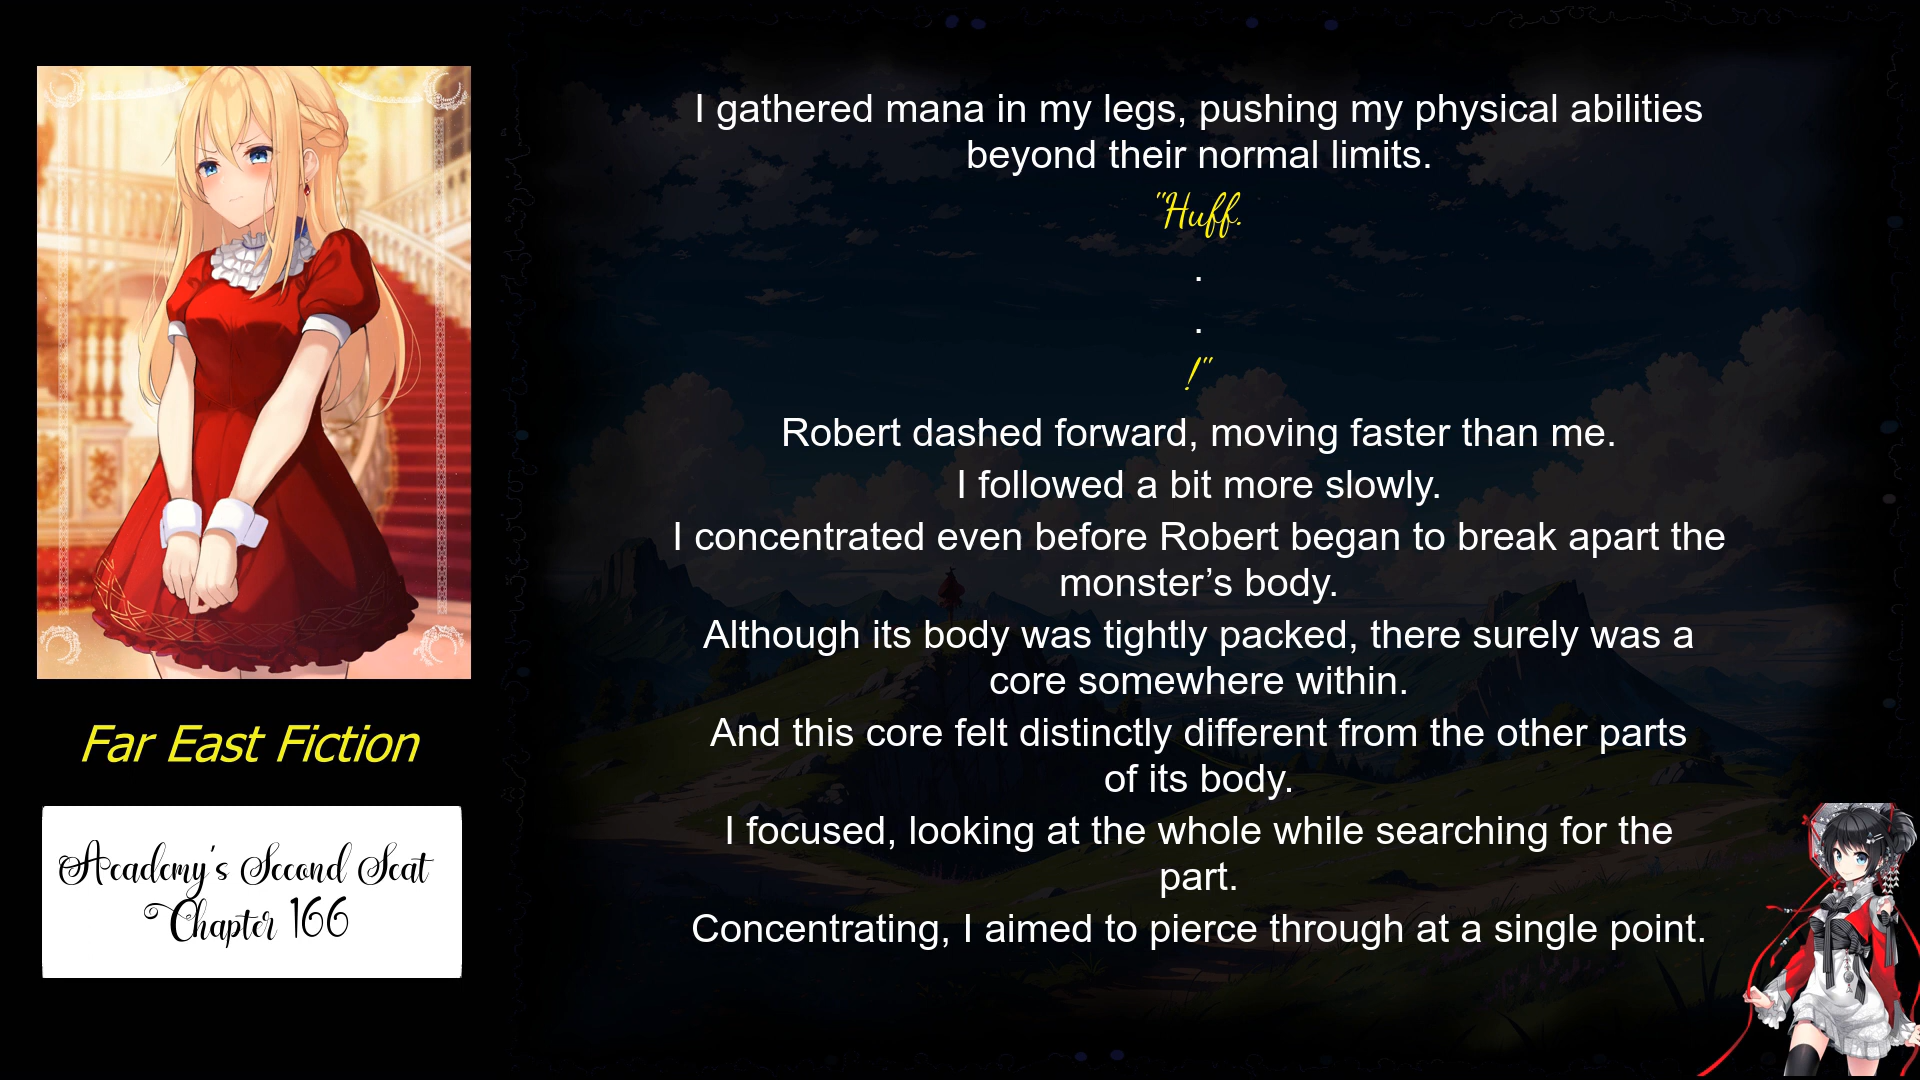 I gathered mana in my legs, pushing my physical abilities
beyond their normal limits.
"Huff.
.
.
!"
Robert dashed forward, moving faster than me.
I followed a bit more slowly.
I concentrated even before Robert began to break apart the
monster’s body.
Although its body was tightly packed, there surely was a
core somewhere within.
And this core felt distinctly different from the other parts
of its body.
I focused, looking at the whole while searching for the
part.
Concentrating, I aimed to pierce through at a single point.
Far East Fiction
Academy's Second Seat
Chapter 166